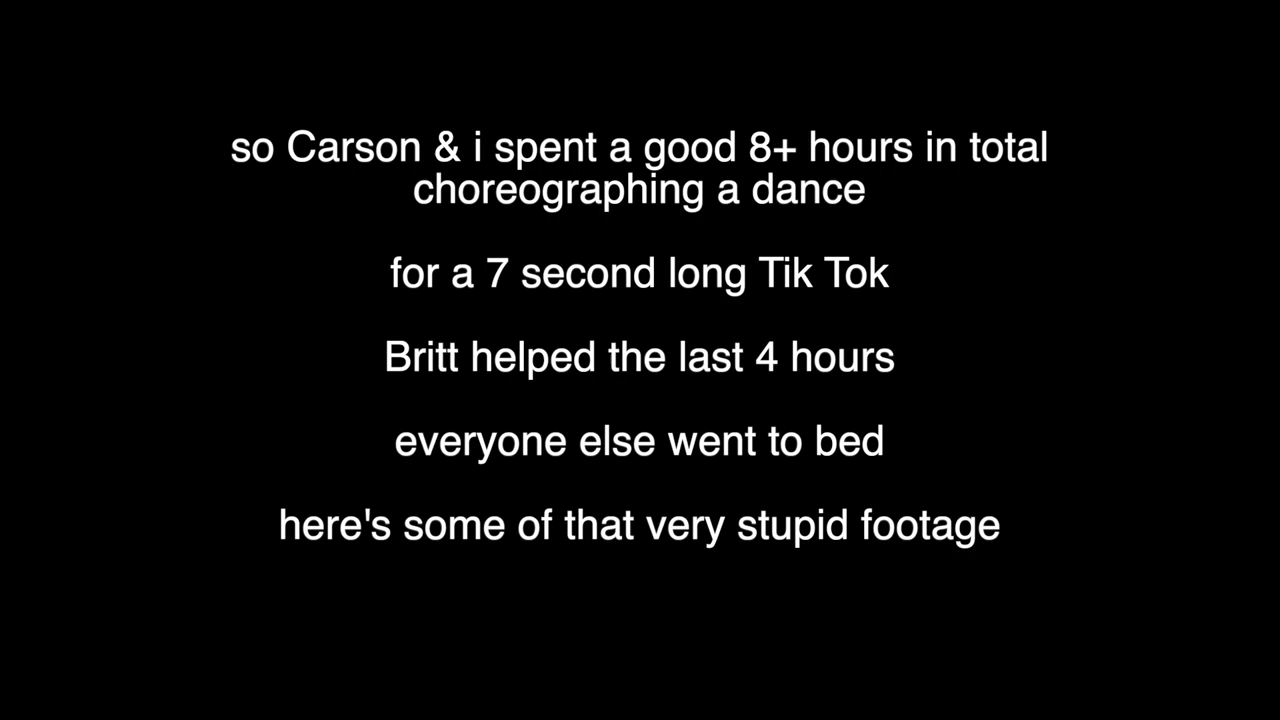 so Carson & i spent a good 8+ hours in total
choreographing a dance
for a 7 second long Tik Tok
Britt helped the last 4 hours
everyone else went to bed
here's some of that very stupid footage